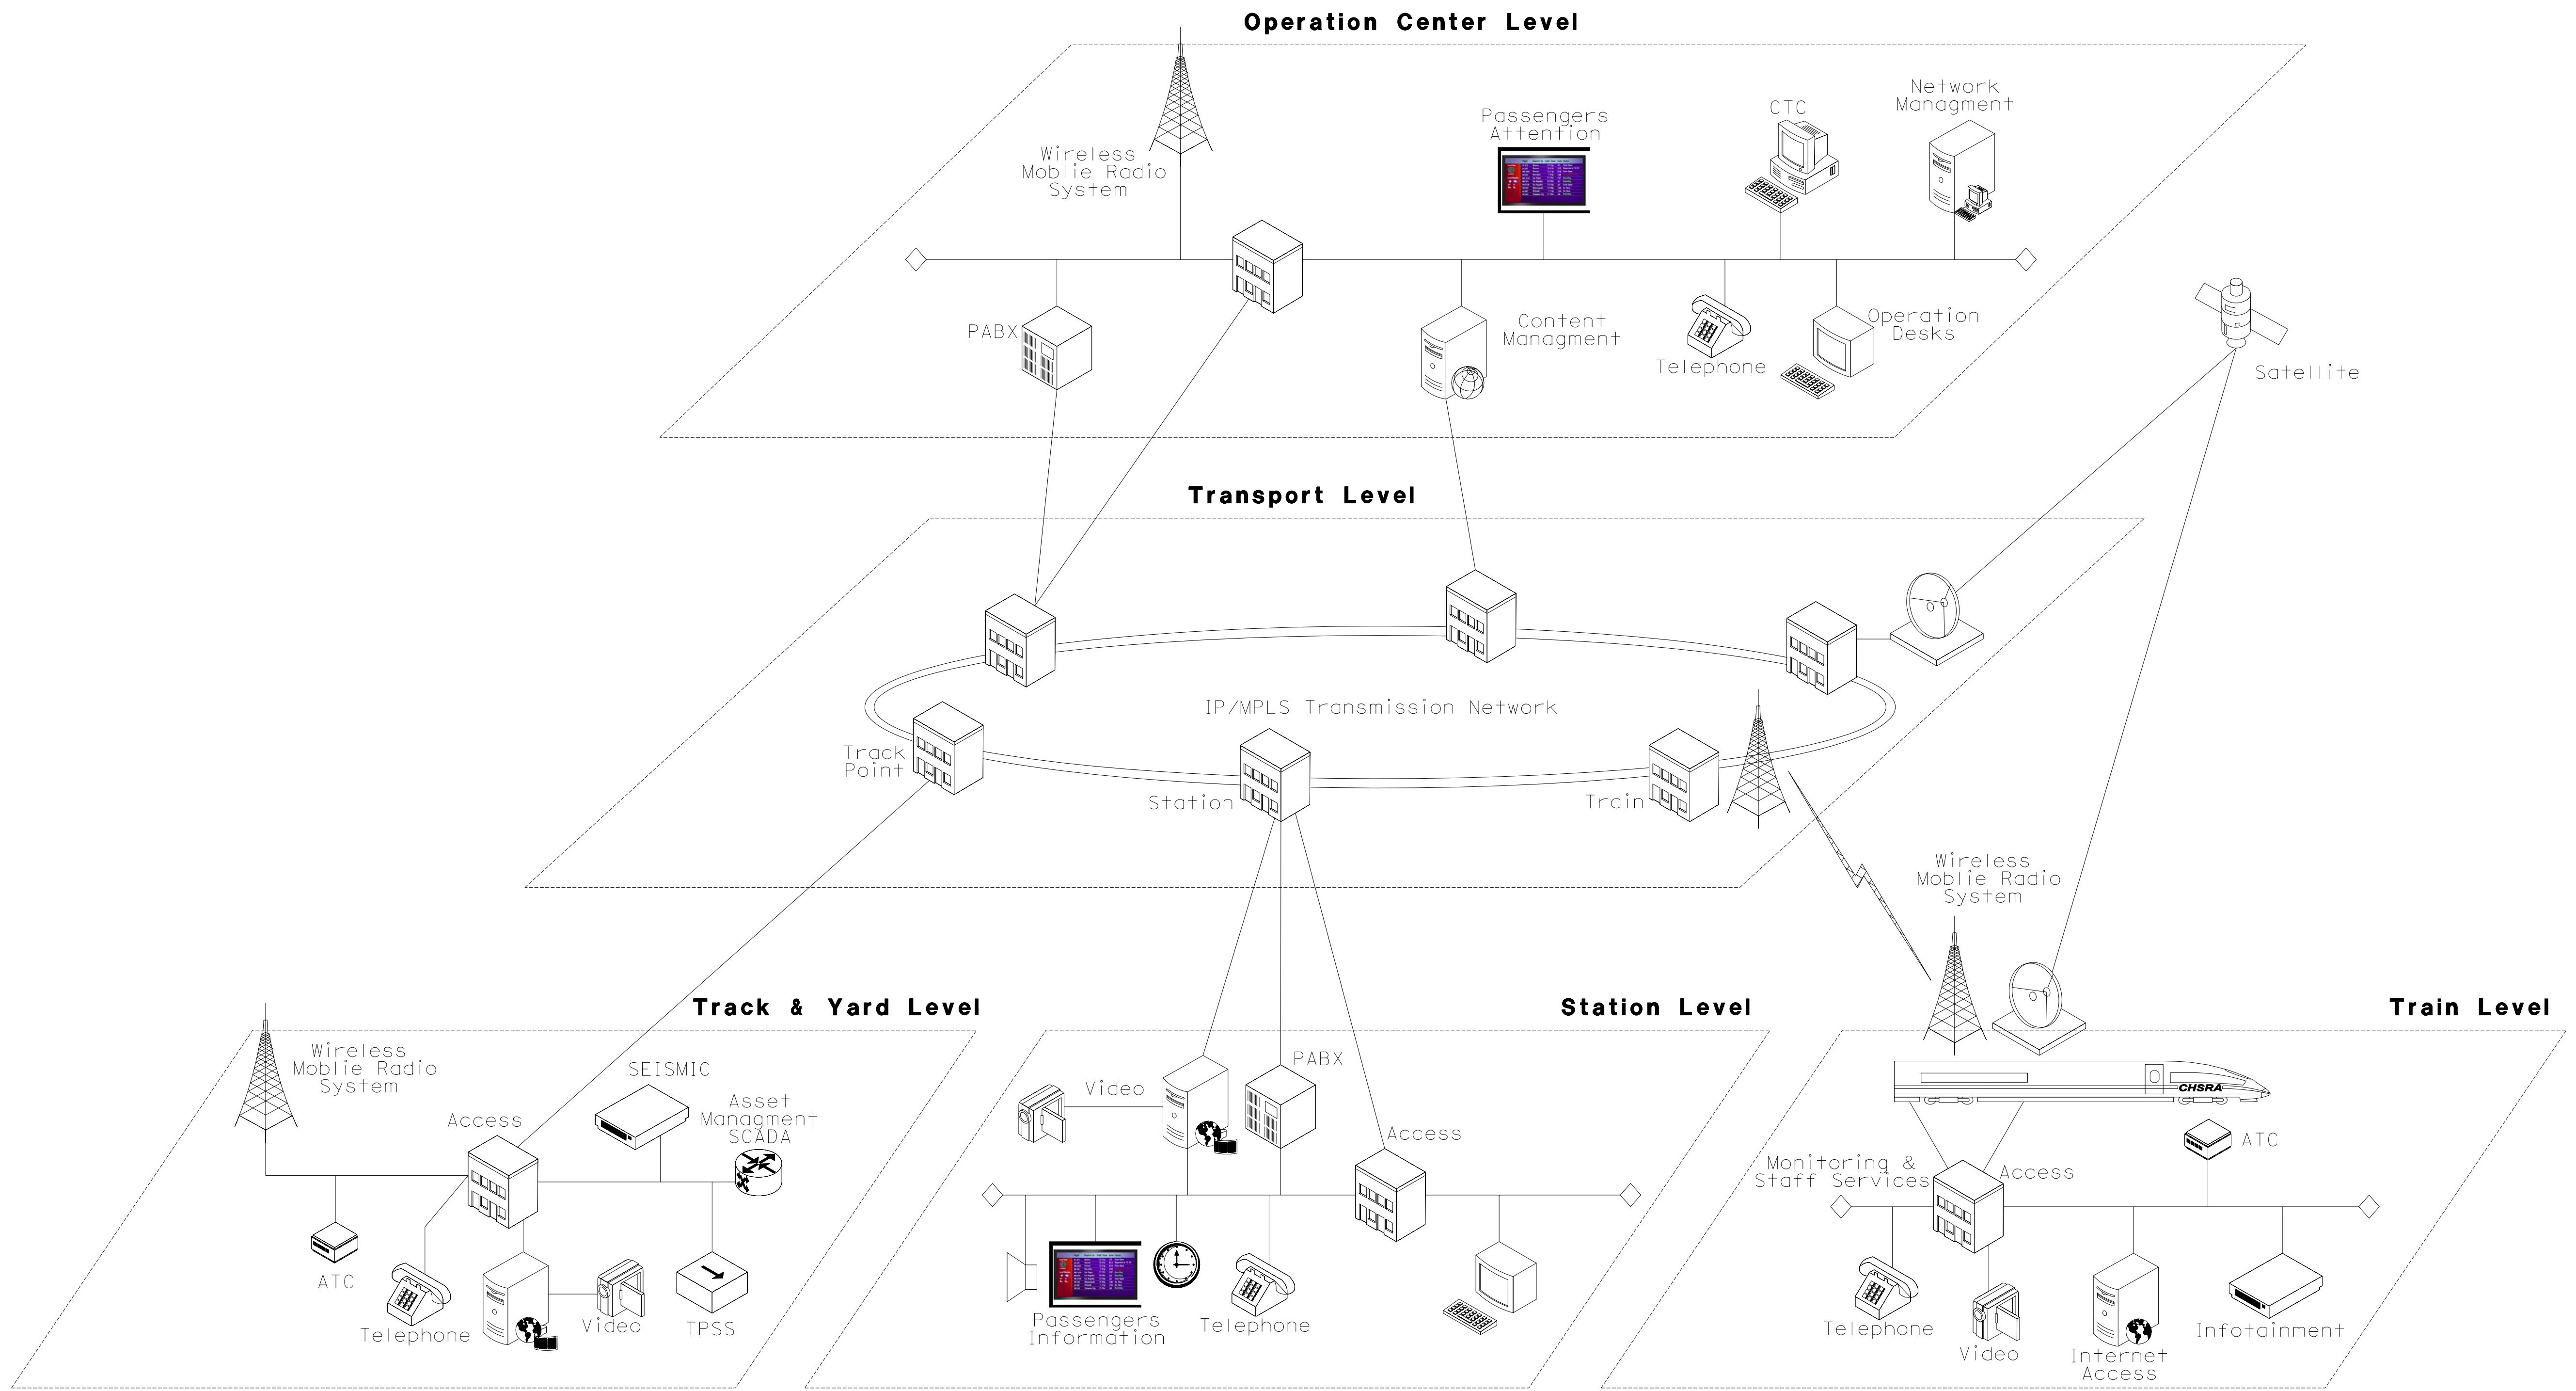 Operation Center Level
Network
Managment
CTC
Passengers
Attention
Wireless
Moblie Radio
System
PABX
Content
Managment
Telephone
Operation
Desks
Satellite
Transport Level
IP/MPLS Transmission Network
Track
Point
Station
Train
Wireless
Moblie Radio
System
Track & Yard Level
Wireless
Moblie Radio
System
SEISMIC
Asset
Managment
SCADA
Access
ATC
Telephone
Video
TPSS
Station Level
PABX
Video
Access
Passengers
Information
Telephone
Train Level
CHSRA
ATC
Monitoring &
Staff Services
Access
Telephone
Video
Internet
Access
Infotainment